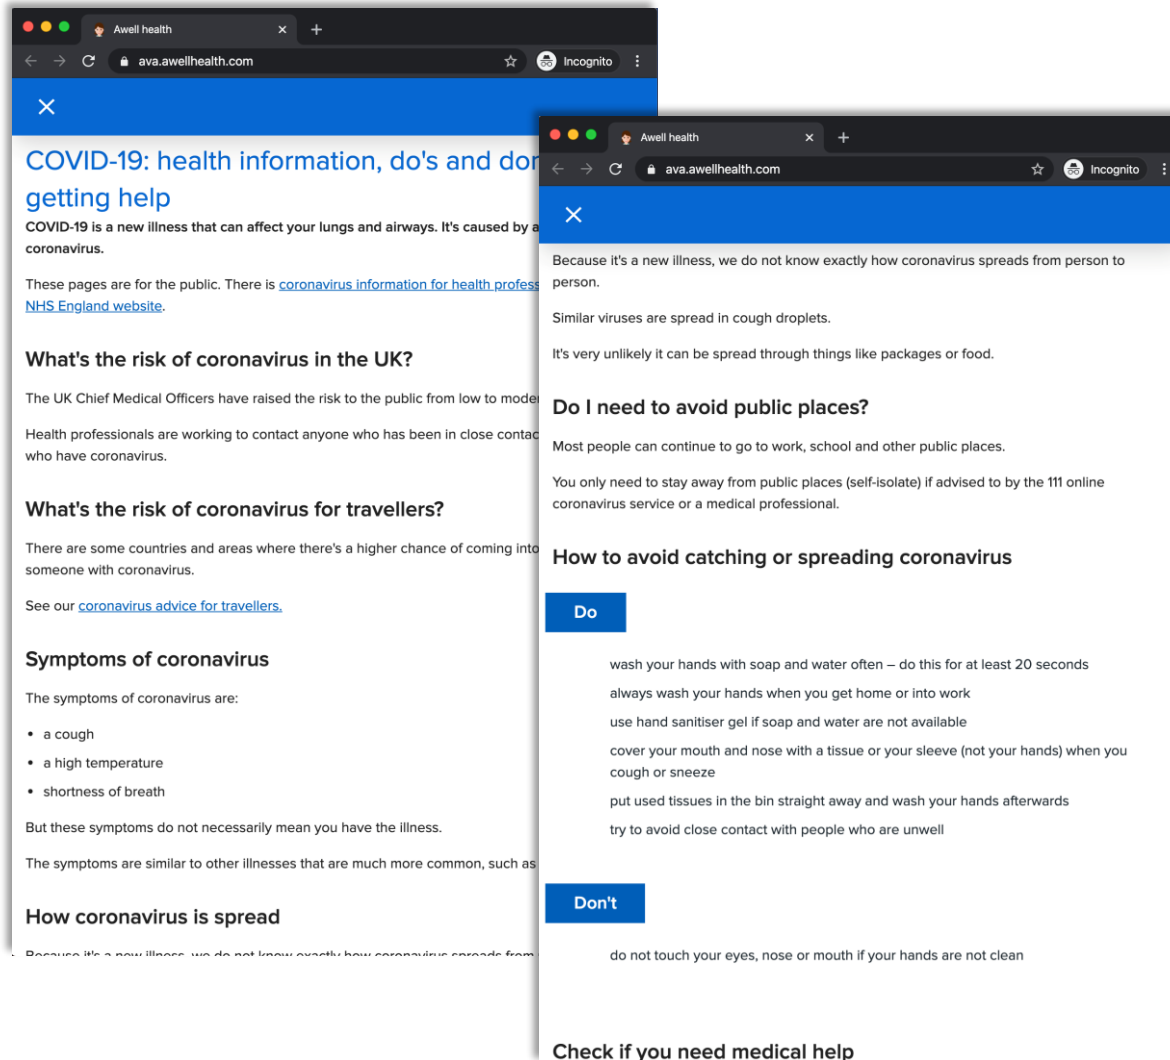 Awell health
ava.awellhealth.com
Incognito
COVID-19: health information, do's and
getting help
COVID-19 is a new illness that can affect your lungs and airways. It's caused by a
coronavirus.
These pages are for the public. There is coronavirus information for health
NHS England website.
What's the risk of coronavirus in the UK?
The UK Chief Medical Officers have raised the risk to the public from low to
Health professionals are working to contact anyone who has been in close
who have coronavirus.
What's the risk of coronavirus for travellers?
There are some countries and areas where there's a higher chance of coming into
someone with coronavirus.
See our coronavirus advice for travellers.
Symptoms of coronavirus
The symptoms of coronavirus are:
• a cough
• a high temperature
• shortness of breath
But these symptoms do not necessarily mean you have the illness.
The symptoms are similar to other illnesses that are much more common, such as
How coronavirus is spread
Because it's a new illness, we do not know exactly how coronavirus spreads from
Awell health
ava.awellhealth.com
Incognito
Because it's a new illness, we do not know exactly how coronavirus spreads from person to
person.
Similar viruses are spread in cough droplets.
It's very unlikely it can be spread through things like packages or food.
Do I need to avoid public places?
Most people can continue to go to work, school and other public places.
You only need to stay away from public places (self-isolate) if advised to by the 111 online
coronavirus service or a medical professional.
How to avoid catching or spreading coronavirus
Do
wash your hands with soap and water often – do this for at least 20 seconds
always wash your hands when you get home or into work
use hand sanitiser gel if soap and water are not available
cover your mouth and nose with a tissue or your sleeve (not your hands) when you
cough or sneeze
put used tissues in the bin straight away and wash your hands afterwards
try to avoid close contact with people who are unwell
Don't
do not touch your eyes, nose or mouth if your hands are not clean
Check if you need medical help